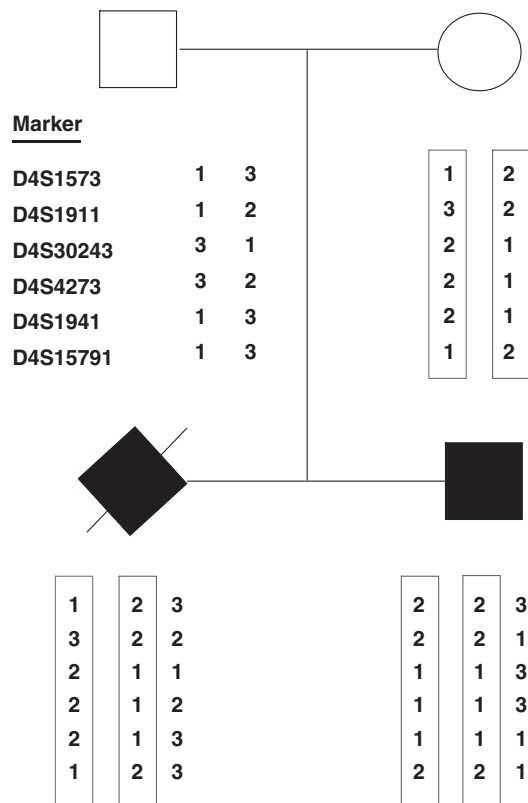 Marker
D4S1573 1 3 1 2
D4S1911 1 2 3 2
D4S30243 3 1 2 1
D4S4273 3 2 2 1
D4S1941 1 3 2 1
D4S15791 1 3 1 2
1 2 3 2 2 3
3 2 2 2 2 1
2 1 1 1 1 3
2 1 2 1 1 3
2 1 3 1 1 1
1 2 3 2 2 1